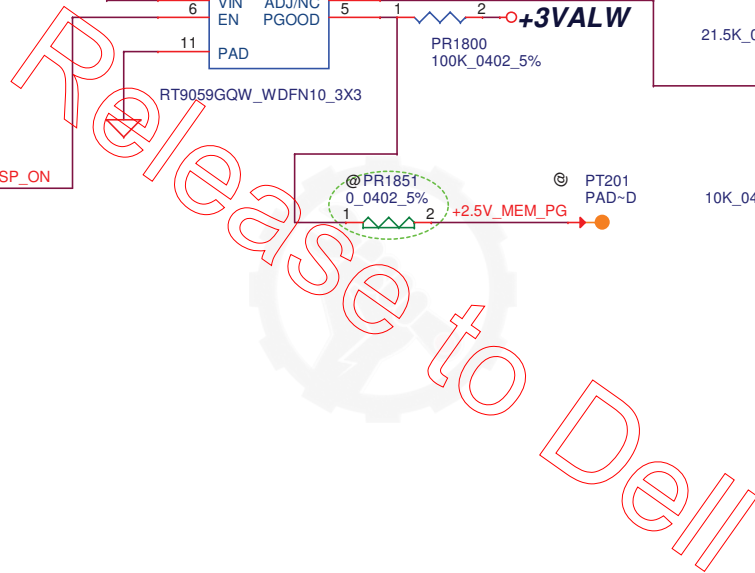 VIN
ADJ/NC
6
EN
PGOOD
5
1
2
+3VALW
11
PAD
PR1800
100K_0402_5%
21.5K_0
RT9059GQW_WDFN10_3X3
SP_ON
@
PR1851
0_0402_5%
1
2
+2.5V_MEM_PG
@
PT201
PAD~D
10K_04
Release to Dell